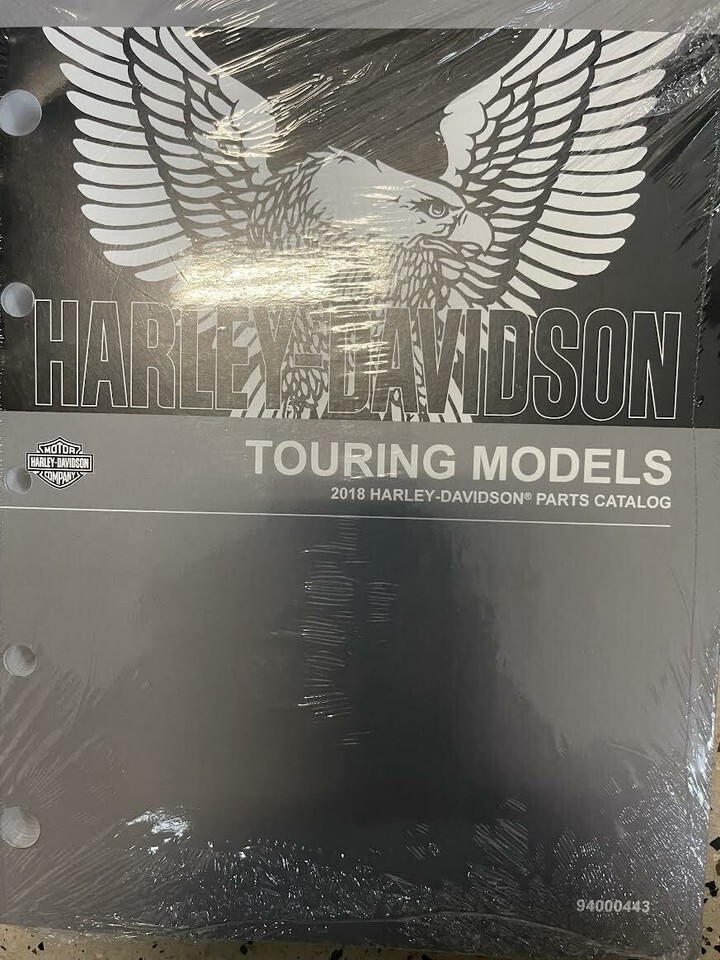 HARLEY-DAVIDSON
MOTOR
HARLEY-DAVIDSON
COMPANY
TOURING MODELS
2018 HARLEY-DAVIDSON® PARTS CATALOG
94000443